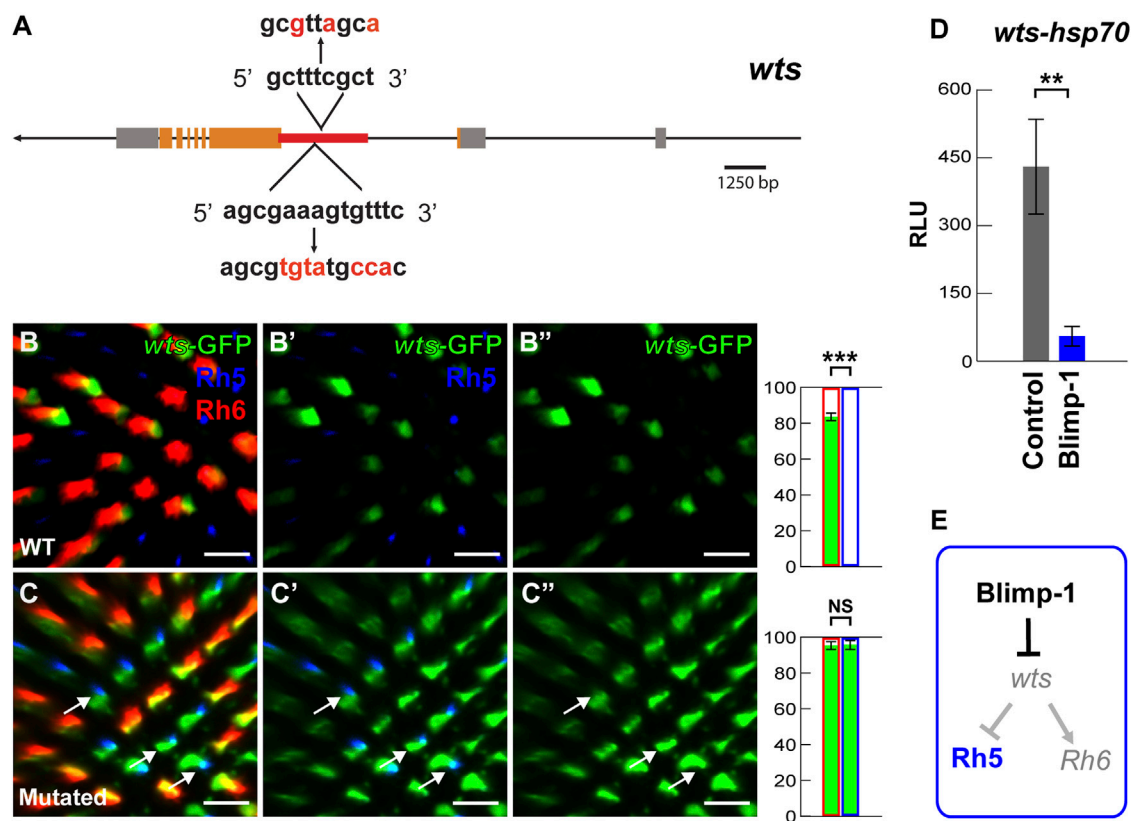 A
gcgttagca
5’ gctttcgct 3’
wts
1250 bp
5’ agcgaaagtgtttc 3’
agcgtgtatgccac
B
wts-GFP
Rh5
Rh6
WT
B’
wts-GFP
Rh5
B”
wts-GFP
***
100
80
60
40
20
0
C
Mutated
C’
C”
NS
100
80
60
40
20
0
D
wts-hsp70
**
600
450
300
150
0
RLU
Control
Blimp-1
E
Blimp-1
wts
Rh5
Rh6